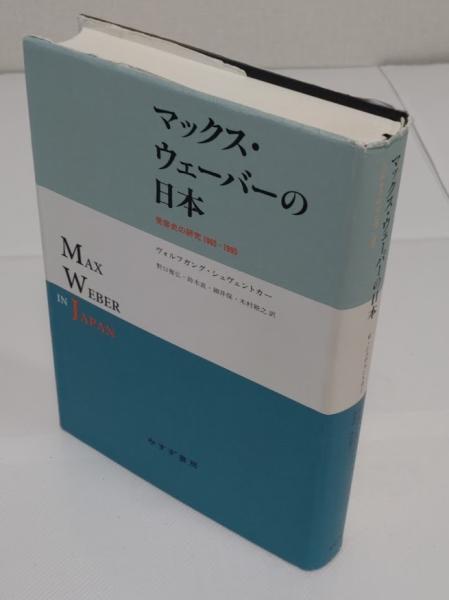 マックス・
ウェーバーの
日本
受容史の研究 1905-1995
ヴォルフガング・シュヴェントカー
野口雅弘・鈴木直・細井保・木村裕之 訳
MAX
WEBER
IN JAPAN
みすず書房
マックス・ウェーバーの日本